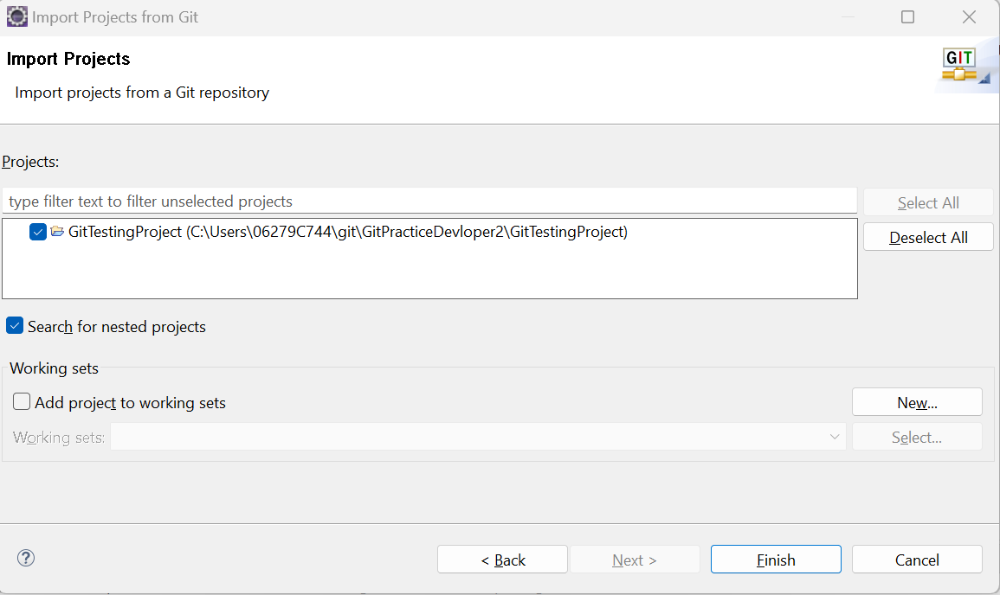 Import Projects from Git
Import Projects
Import projects from a Git repository
GIT
Projects:
type filter text to filter unselected projects
Select All
GitTestingProject (C:\Users\06279C744\git\GitPracticeDevloper2\GitTestingProject)
Deselect All
Search for nested projects
Working sets
Add project to working sets
New...
Working sets:
Select...
?
< Back
Next >
Finish
Cancel